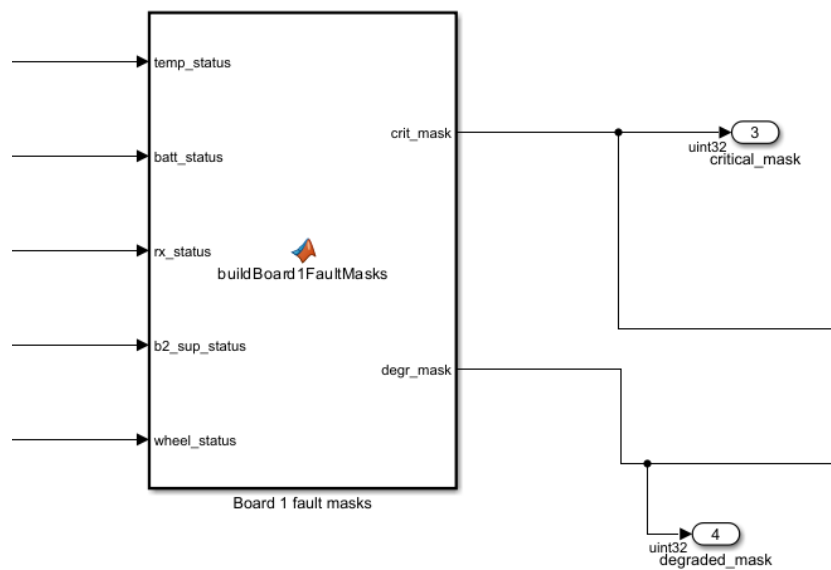 temp_status
batt_status
rx_status
b2_sup_status
wheel_status
buildBoard1FaultMasks
crit_mask
degr_mask
Board 1 fault masks
3
uint32
critical_mask
4
uint32
degraded_mask